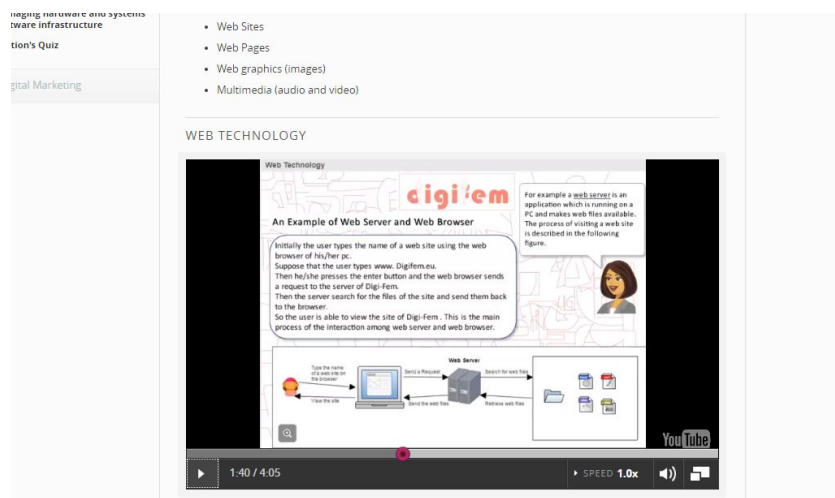 tware infrastructure
tion's Quiz
gital Marketing
• Web Sites
• Web Pages
• Web graphics (images)
• Multimedia (audio and video)
WEB TECHNOLOGY
Web Technology
digifem
An Example of Web Server and Web Browser
Initially the user types the name of a web site using the web
browser of his/her pc.
Suppose that the user types www. Digifem.eu.
Then he/she presses the enter button and the web browser sends
a request to the server of Digi-Fem.
Then the server search for the files of the site and send them back
to the browser.
So the user is able to view the site of Digi-Fem . This is the main
process of the interaction among web server and web browser.
For example a web server is an
application which is running on a
PC and makes web files available.
The process of visiting a web site
is described in the following
figure.
Type the name
of a web site on
the browser
View the site
Send a Request
Send the web files
Web Server
Search for web files
Retrieve web files
YouTube
1:40 / 4:05
SPEED 1.0x